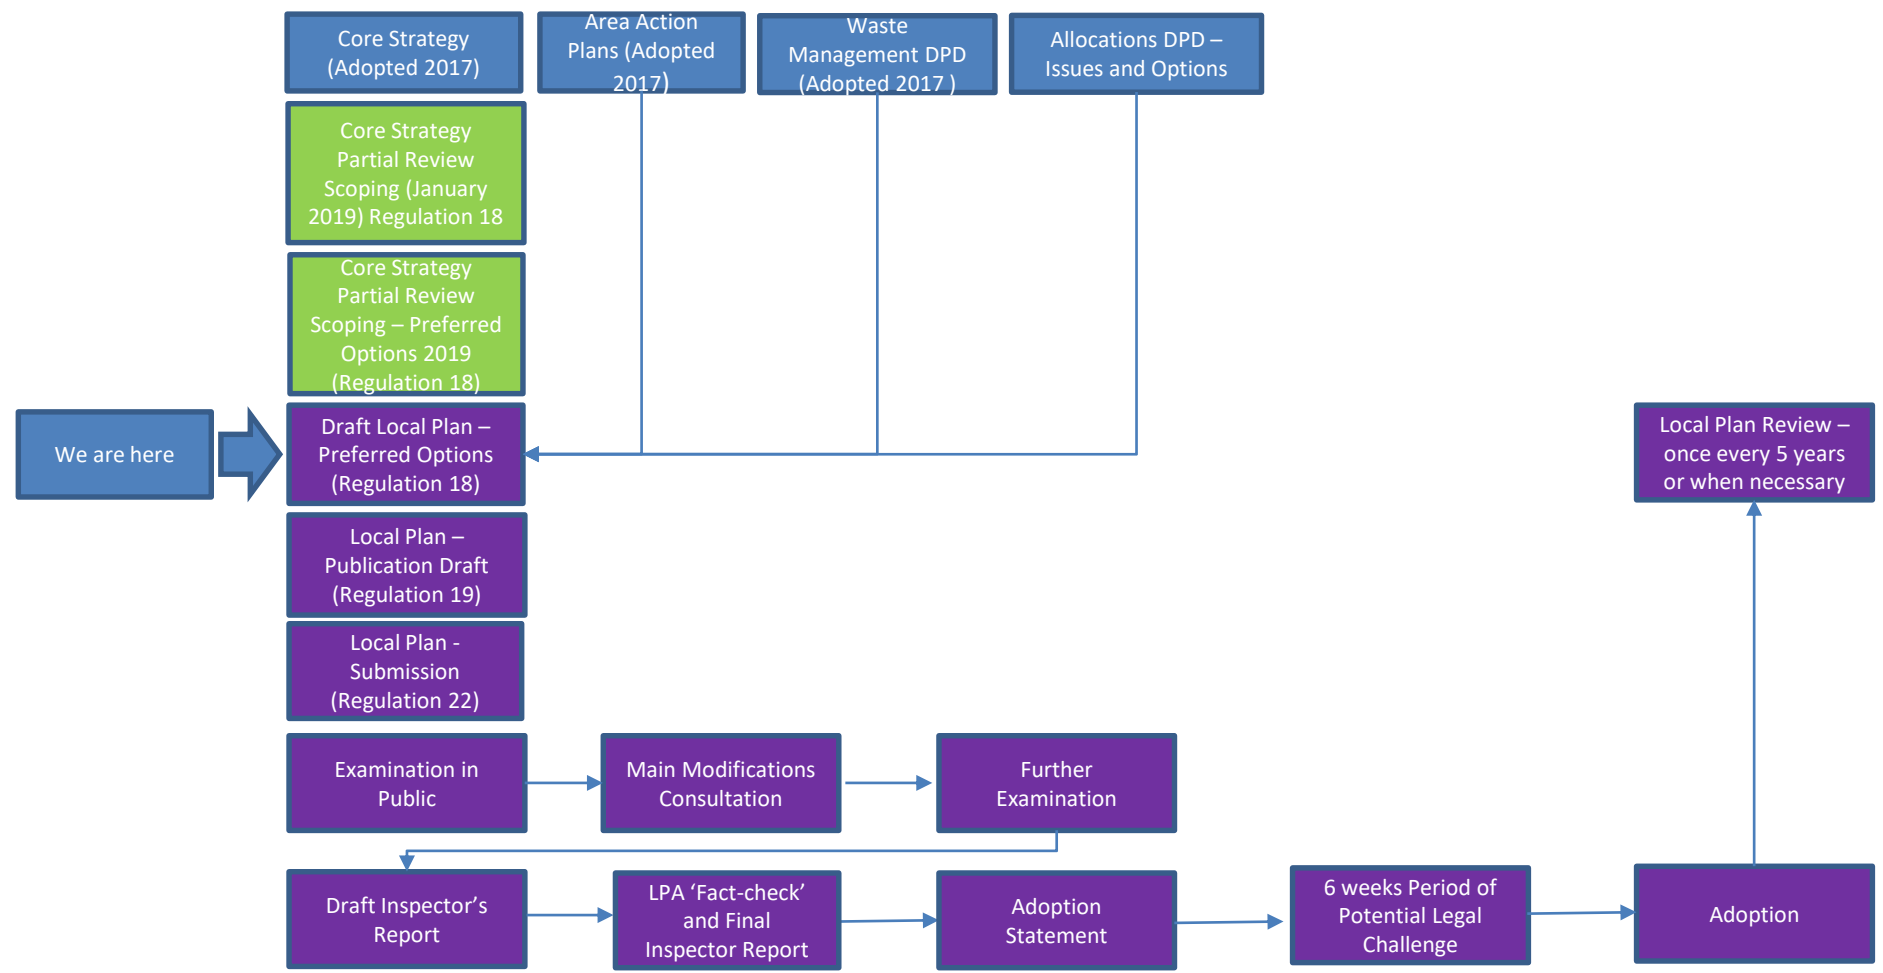 Core Strategy
(Adopted 2017)
Area Action
Plans (Adopted
2017)
Waste
Management DPD
(Adopted 2017 )
Allocations DPD –
Issues and Options
Core Strategy
Partial Review
Scoping (January
2019) Regulation 18
Core Strategy
Partial Review
Scoping – Preferred
Options 2019
(Regulation 18)
We are here
Draft Local Plan –
Preferred Options
(Regulation 18)
Local Plan Review –
once every 5 years
or when necessary
Local Plan –
Publication Draft
(Regulation 19)
Local Plan -
Submission
(Regulation 22)
Examination in
Public
Main Modifications
Consultation
Further
Examination
Draft Inspector’s
Report
LPA ‘Fact-check’
and Final
Inspector Report
Adoption
Statement
6 weeks Period of
Potential Legal
Challenge
Adoption